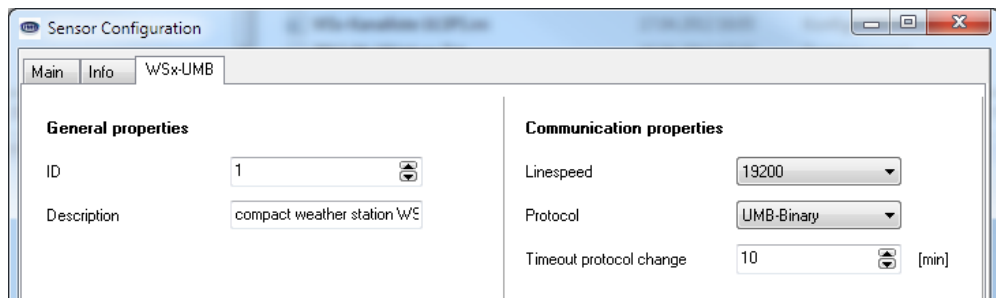 Sensor Configuration
Main Info WSx-UMB
General properties
ID 1
Description compact weather station WS
Communication properties
Linespeed 19200
Protocol UMB-Binary
Timeout protocol change 10 [min]